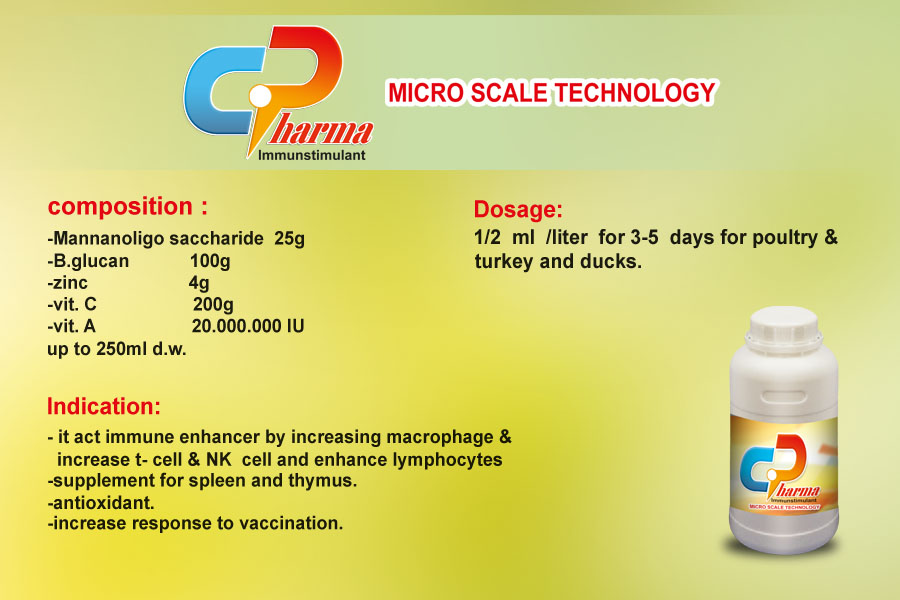 CPharma
Immunstimulant
MICRO SCALE TECHNOLOGY
composition :
-Mannanoligo saccharide 25g
-B.glucan 100g
-zinc 4g
-vit. C 200g
-vit. A 20.000.000 IU
up to 250ml d.w.
Dosage:
1/2 ml /liter for 3-5 days for poultry &
turkey and ducks.
Indication:
- it act immune enhancer by increasing macrophage &
increase t- cell & NK cell and enhance lymphocytes
-supplement for spleen and thymus.
-antioxidant.
-increase response to vaccination.
CPharma
Immunstimulant
MICRO SCALE TECHNOLOGY